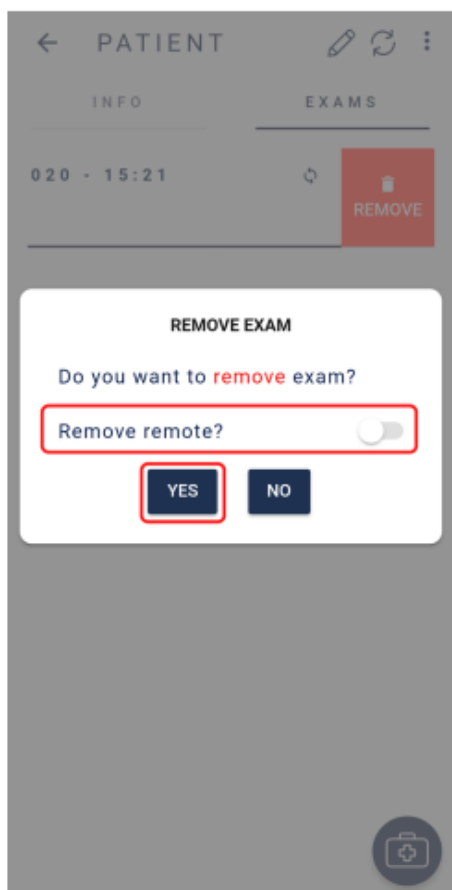 PATIENT
INFO EXAMS
020 - 15:21
REMOVE
REMOVE EXAM
Do you want to remove exam?
Remove remote?
YES NO